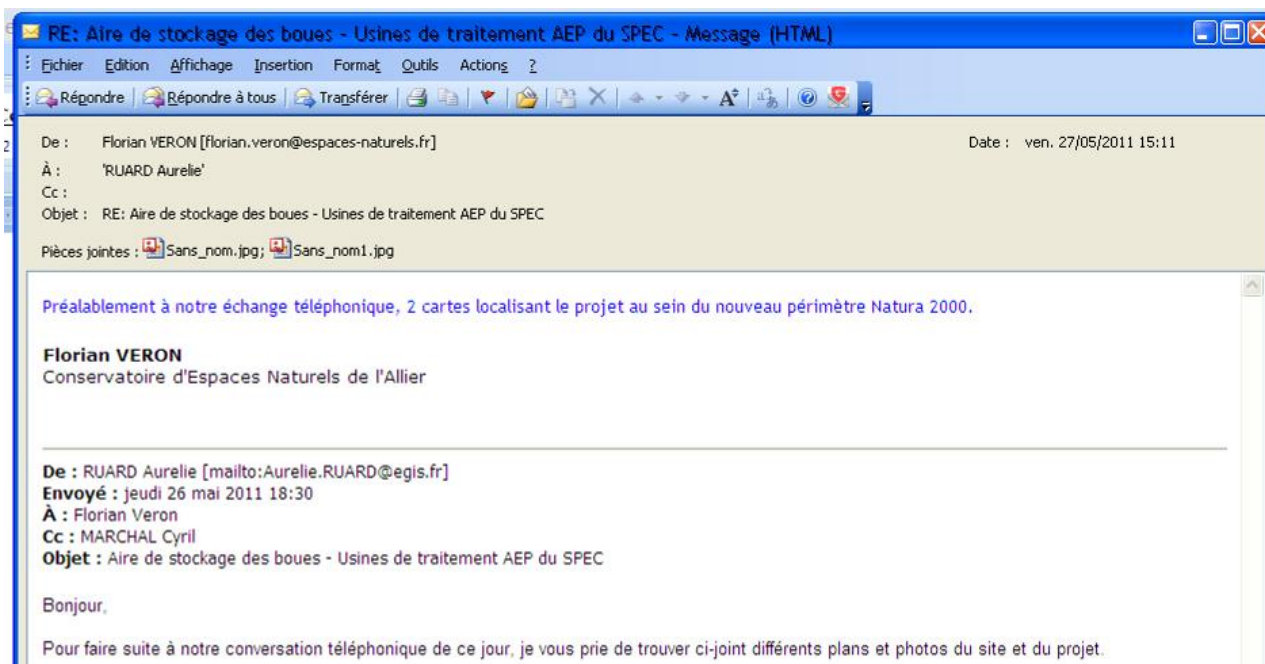 RE: Aire de stockage des boues - Usines de traitement AEP du SPEC - Message (HTML)
Fichier Edition Affichage Insertion Format Outils Actions ?
Répondre Répondre à tous Transférer
De : Florian VERON [florian.veron@espaces-naturels.fr] Date : ven. 27/05/2011 15:11
À : 'RUARD Aurelie'
Cc :
Objet : RE: Aire de stockage des boues - Usines de traitement AEP du SPEC
Pièces jointes : Sans_nom.jpg; Sans_nom1.jpg
Préalablement à notre échange téléphonique, 2 cartes localisant le projet au sein du nouveau périmètre Natura 2000.
Florian VERON
Conservatoire d'Espaces Naturels de l'Allier
De : RUARD Aurelie [mailto:Aurelie.RUARD@egis.fr]
Envoyé : jeudi 26 mai 2011 18:30
À : Florian Veron
Cc : MARCHAL Cyril
Objet : Aire de stockage des boues - Usines de traitement AEP du SPEC
Bonjour,
Pour faire suite à notre conversation téléphonique de ce jour, je vous prie de trouver ci-joint différents plans et photos du site et du projet.